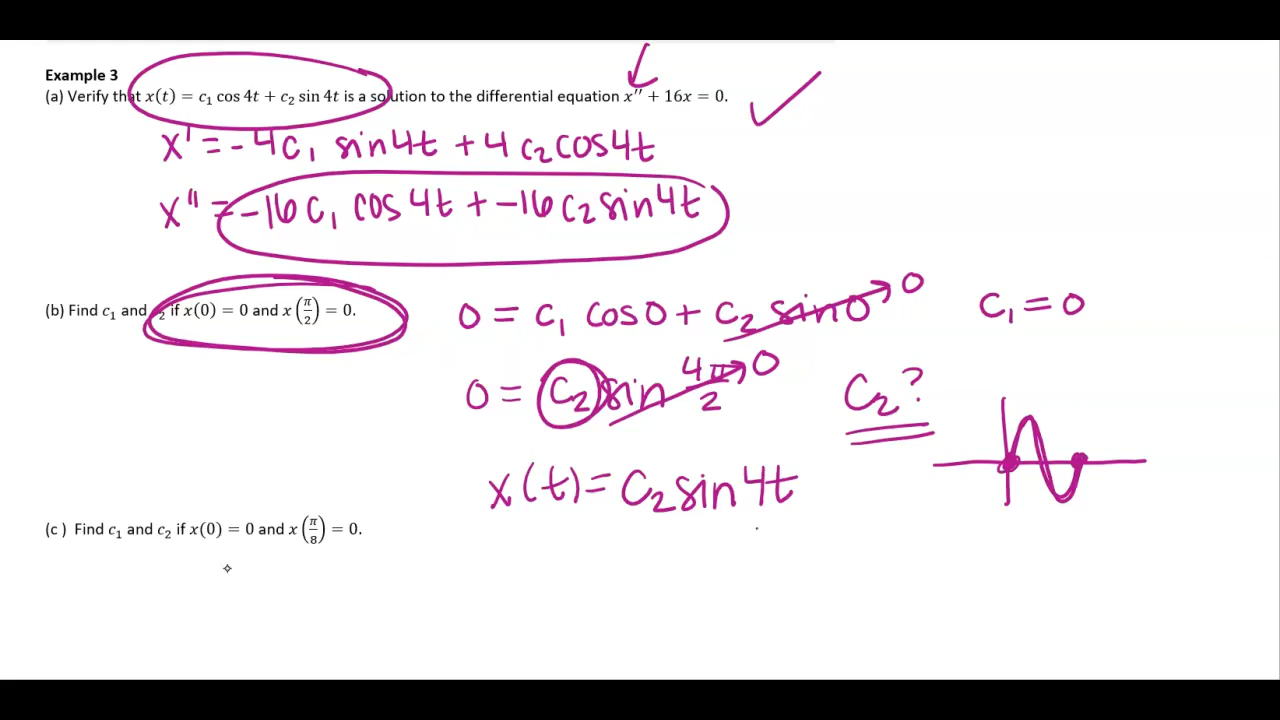 Example 3
(a) Verify that x(t) = c₁ cos 4t + c₂ sin 4t is a solution to the differential equation x″ + 16x = 0.
x' = -4c₁ sin4t + 4c₂cos4t
x'' = -16c₁ cos4t + -16c₂sin4t
(b) Find c₁ and c₂ if x(0) = 0 and x(π/2) = 0.
0 = c₁ cos0 + c₂ sin0 → 0
c₁ = 0
0 = c₂ sin 4π/2 → 0
c₂?
x(t) = c₂sin4t
(c ) Find c₁ and c₂ if x(0) = 0 and x(π/8) = 0.